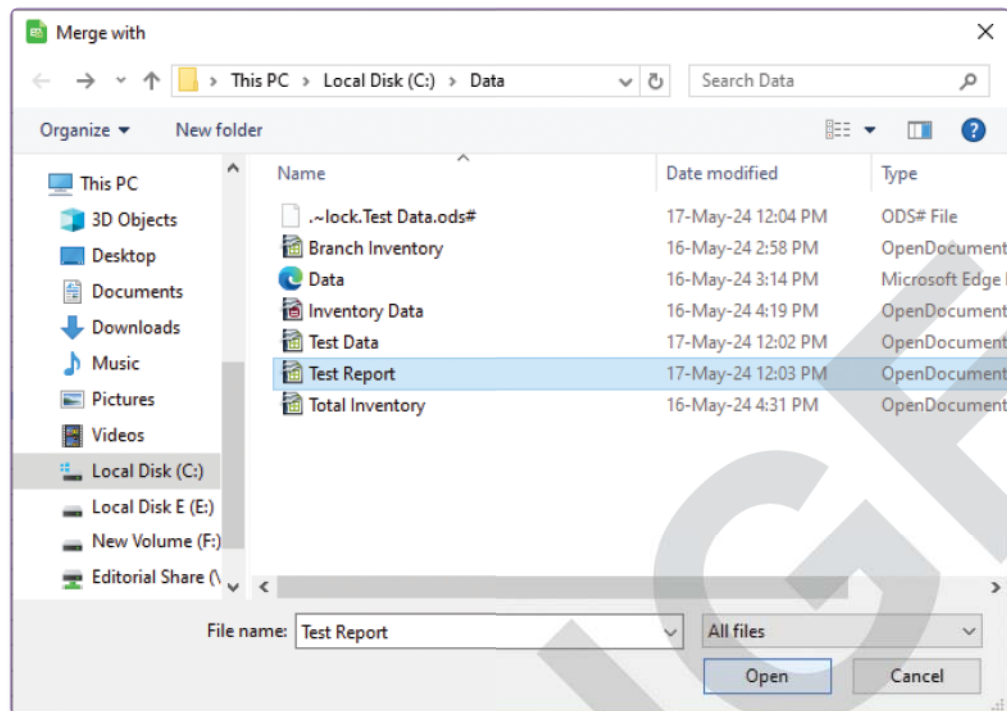 Merge with
This PC > Local Disk (C:) > Data
Search Data
Organize
New folder
Name Date modified Type
This PC
3D Objects
Desktop
Documents
Downloads
Music
Pictures
Videos
Local Disk (C:)
Local Disk E (E:)
New Volume (F:)
Editorial Share (\
.~lock.Test Data.ods# 17-May-24 12:04 PM ODS# File
Branch Inventory 16-May-24 2:58 PM OpenDocument
Data 16-May-24 3:14 PM Microsoft Edge
Inventory Data 16-May-24 4:19 PM OpenDocument
Test Data 17-May-24 12:02 PM OpenDocument
Test Report 17-May-24 12:03 PM OpenDocument
Total Inventory 16-May-24 4:31 PM OpenDocument
File name: Test Report All files
Open Cancel